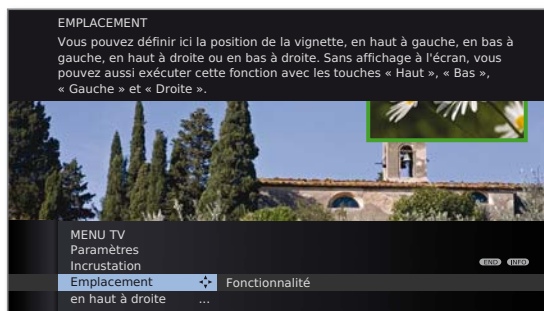 EMPLACEMENT
Vous pouvez définir ici la position de la vignette, en haut à gauche, en bas à
gauche, en haut à droite ou en bas à droite. Sans affichage à l'écran, vous
pouvez aussi exécuter cette fonction avec les touches « Haut », « Bas »,
« Gauche » et « Droite ».
MENU TV
Paramètres
Incrustation
END INFO
Emplacement Fonctionnalité
en haut à droite ...